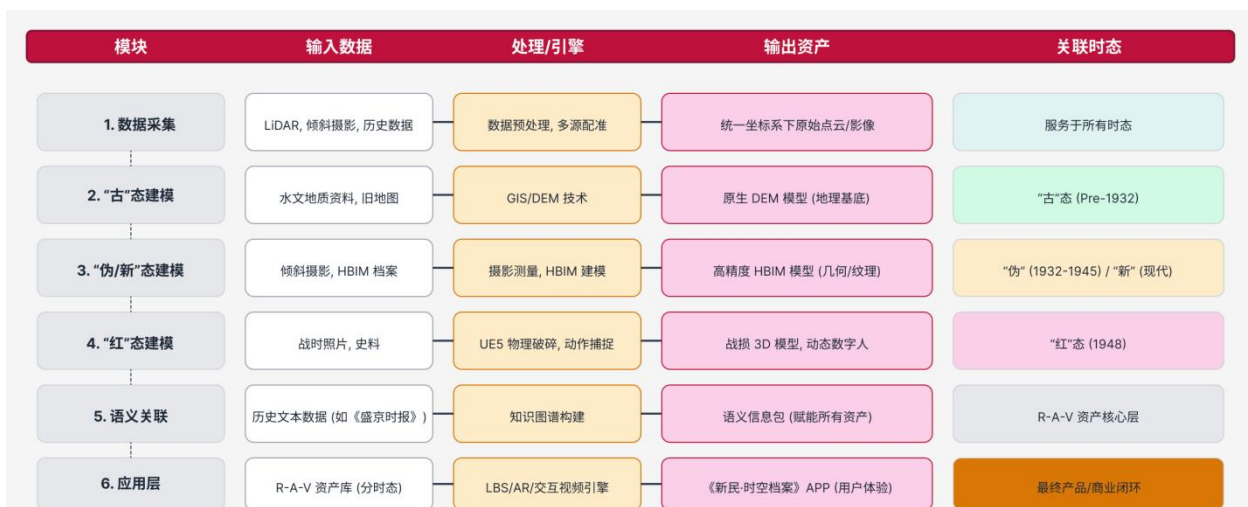 模块 输入数据 处理/引擎 输出资产 关联时态
1. 数据采集 LiDAR, 倾斜摄影, 历史数据 数据预处理, 多源配准 统一坐标系下原始点云/影像 服务于所有时态
2. “古”态建模 水文地质资料, 旧地图 GIS/DEM 技术 原生 DEM 模型 (地理基底) “古”态 (Pre-1932)
3. “伪/新”态建模 倾斜摄影, HBIM 档案 摄影测量, HBIM 建模 高精度 HBIM 模型 (几何/纹理) “伪” (1932-1945) / “新” (现代)
4. “红”态建模 战时照片, 史料 UE5 物理破碎, 动作捕捉 战损 3D 模型, 动态数字人 “红”态 (1948)
5. 语义关联 历史文本数据 (如《盛京时报》) 知识图谱构建 语义信息包 (赋能所有资产) R-A-V 资产核心层
6. 应用层 R-A-V 资产库 (分时态) LBS/AR/交互视频引擎 《新民·时空档案》 APP (用户体验) 最终产品/商业闭环